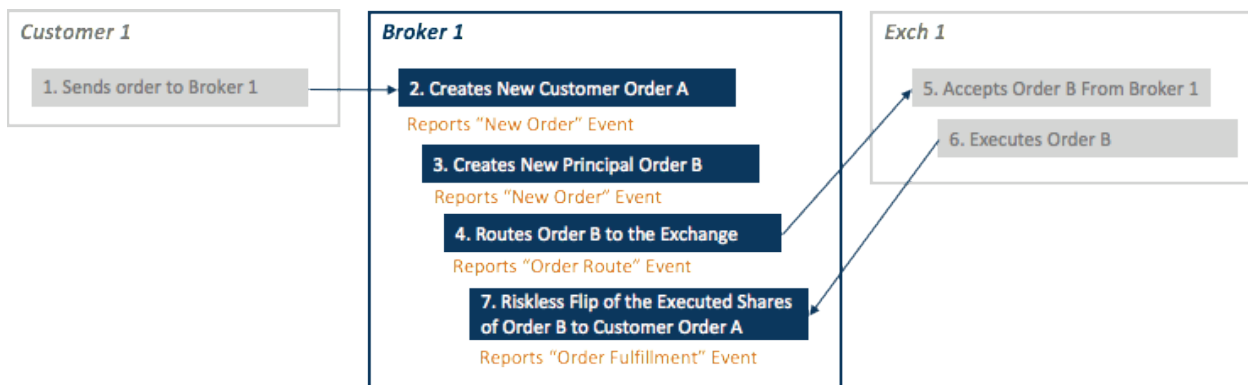 Customer 1
1. Sends order to Broker 1
Broker 1
2. Creates New Customer Order A
Reports "New Order" Event
3. Creates New Principal Order B
Reports "New Order" Event
4. Routes Order B to the Exchange
Reports "Order Route" Event
7. Riskless Flip of the Executed Shares
of Order B to Customer Order A
Reports "Order Fulfillment" Event
Exch 1
5. Accepts Order B From Broker 1
6. Executes Order B